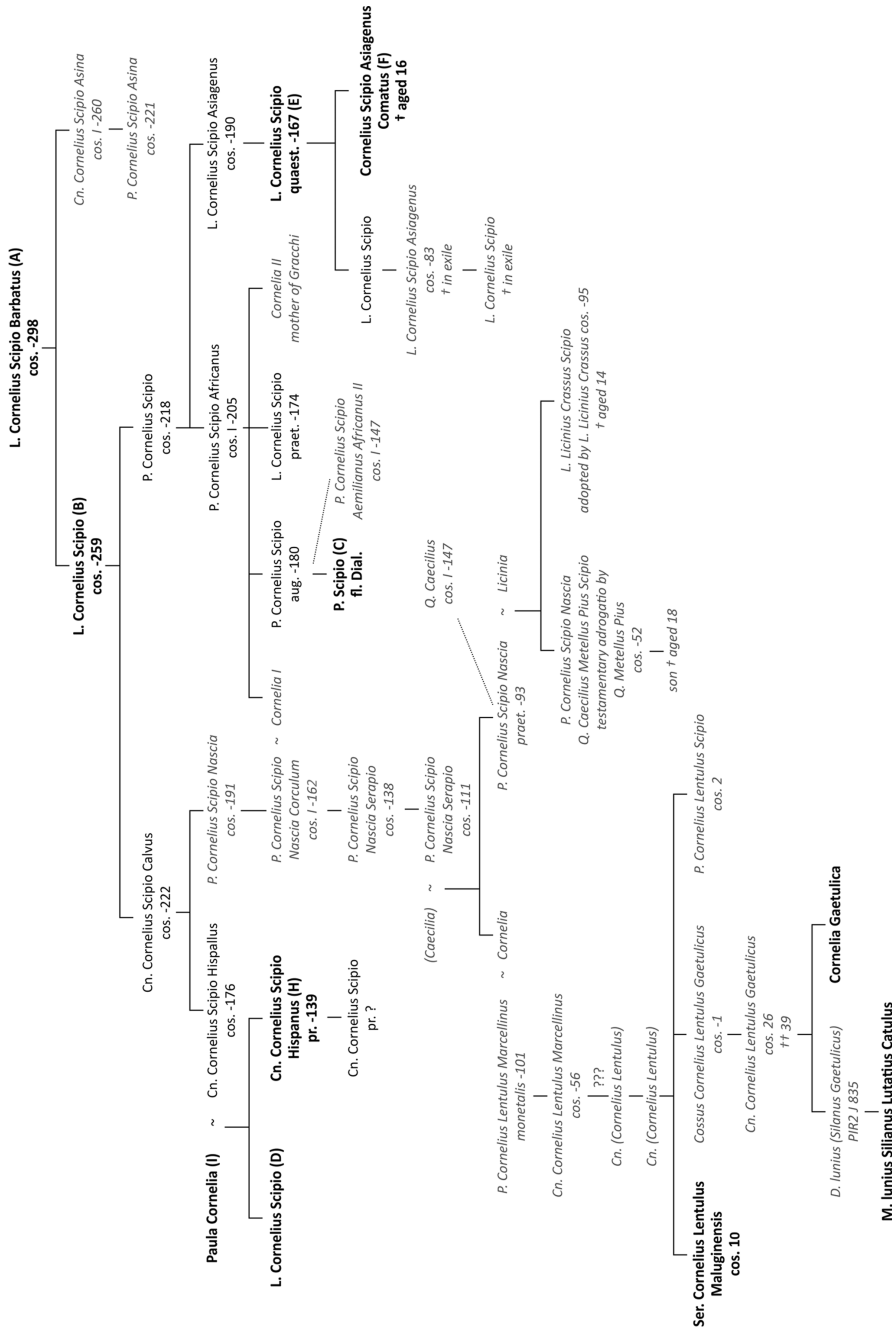 L. Cornelius Scipio Barbatus (A)
cos. -298
Cn. Cornelius Scipio Asina
cos. I -260
P. Cornelius Scipio Asina
cos. -221
L. Cornelius Scipio (B)
cos. -259
Cn. Cornelius Scipio Calvus
cos. -222
P. Cornelius Scipio
cos. -218
Paula Cornelia (I)
~
Cn. Cornelius Scipio Hispallus
cos. -176
P. Cornelius Scipio Nascia
cos. -191
P. Cornelius Scipio Africanus
cos. I -205
L. Cornelius Scipio Asiagenus
cos. -190
L. Cornelius Scipio (D)
Cn. Cornelius Scipio
Hispanus (H)
pr. -139
Cn. Cornelius Scipio
pr. ?
P. Cornelius Scipio
Nascia Corculum
cos. I -162
~
Cornelia I
P. Cornelius Scipio
aug. -180
L. Cornelius Scipio
praet. -174
Cornelia II
mother of Gracchi
L. Cornelius Scipio
quaest. -167 (E)
P. Scipio (C)
fl. Dial.
P. Cornelius Scipio
Aemilianus Africanus II
cos. I -147
L. Cornelius Scipio
Cornelius Scipio Asiagenus
Comatus (F)
† aged 16
P. Cornelius Scipio
Nascia Serapio
cos. -138
L. Cornelius Scipio Asiagenus
cos. -83
† in exile
(Caecilia)
~
P. Cornelius Scipio
Nascia Serapio
cos. -111
Q. Caecilius
cos. I -147
L. Cornelius Scipio
† in exile
P. Cornelius Lentulus Marcellinus
monetalis -101
~
Cornelia
P. Cornelius Scipio Nascia
praet. -93
~
Licinia
Cn. Cornelius Lentulus Marcellinus
cos. -56
P. Cornelius Scipio Nascia
Q. Caecilius Metellus Pius Scipio
testamentary adrogatio by
Q. Metellus Pius
cos. -52
L. Licinius Crassus Scipio
adopted by L. Licinius Crassus cos. -95
† aged 14
???
Cn. (Cornelius Lentulus)
son † aged 18
Cn. (Cornelius Lentulus)
Ser. Cornelius Lentulus
Maluginensis
cos. 10
Cossus Cornelius Lentulus Gaetulicus
cos. -1
P. Cornelius Lentulus Scipio
cos. 2
Cn. Cornelius Lentulus Gaetulicus
cos. 26
†† 39
D. Iunius (Silanus Gaetulicus)
PIR2 J 835
Cornelia Gaetulica
M. Iunius Silianus Lutatius Catulus